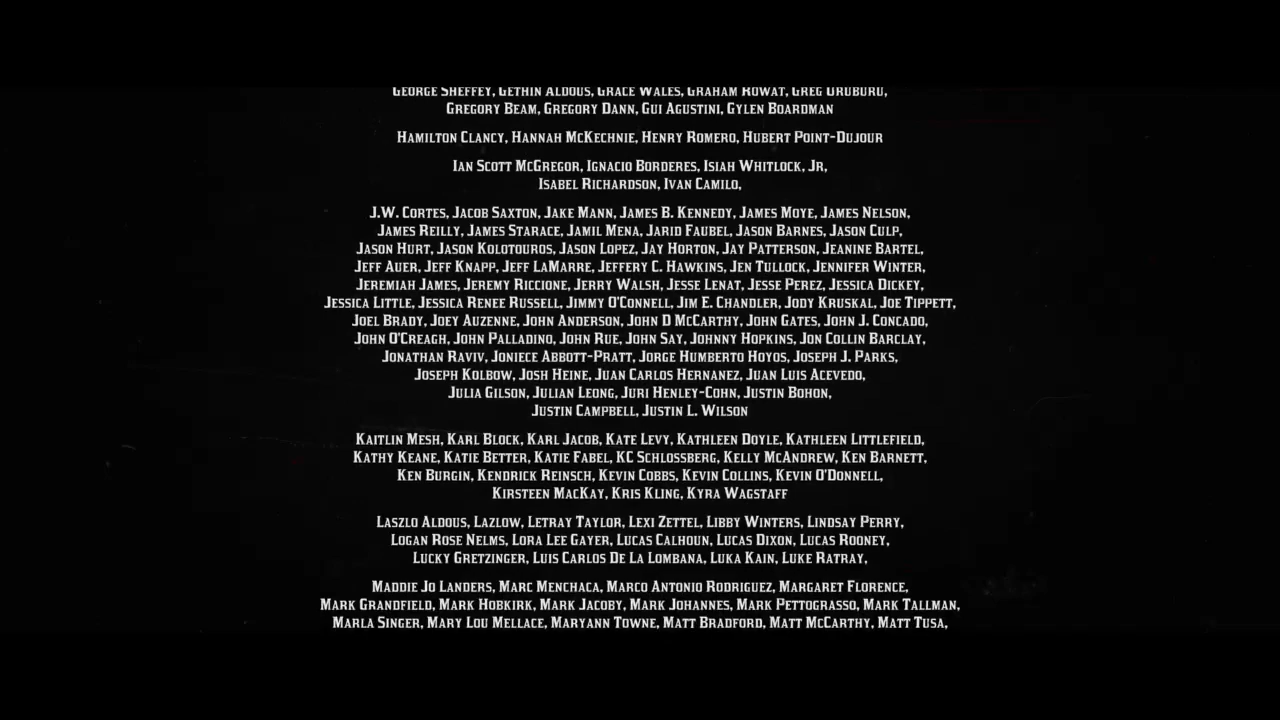 George Sheffey, Gethin Aldous, Grace Wales, Graham Rowat, Greg Uruburu,
Gregory Beam, Gregory Dann, Gui Agustini, Gylen Boardman
Hamilton Clancy, Hannah McKechnie, Henry Romero, Hubert Point-Dujour
Ian Scott McGregor, Ignacio Borderes, Isiah Whitlock, Jr,
Isabel Richardson, Ivan Camilo,
J.W. Cortes, Jacob Saxton, Jake Mann, James B. Kennedy, James Moye, James Nelson,
James Reilly, James Starace, Jamil Mena, Jarid Faubel, Jason Barnes, Jason Culp,
Jason Hurt, Jason Kolotouros, Jason Lopez, Jay Horton, Jay Patterson, Jeanine Bartel,
Jeff Auer, Jeff Knapp, Jeff LaMarre, Jeffery C. Hawkins, Jen Tullock, Jennifer Winter,
Jeremiah James, Jeremy Riccione, Jerry Walsh, Jesse Lenat, Jesse Perez, Jessica Dickey,
Jessica Little, Jessica Renee Russell, Jimmy O'Connell, Jim E. Chandler, Jody Kruskal, Joe Tippett,
Joel Brady, Joey Auzenne, John Anderson, John D McCarthy, John Gates, John J. Concado,
John O'Creagh, John Palladino, John Rue, John Say, Johnny Hopkins, Jon Collin Barclay,
Jonathan Raviv, Joniece Abbott-Pratt, Jorge Humberto Hoyos, Joseph J. Parks,
Joseph Kolbow, Josh Heine, Juan Carlos Hernanez, Juan Luis Acevedo,
Julia Gilson, Julian Leong, Juri Henley-Cohn, Justin Bohon,
Justin Campbell, Justin L. Wilson
Kaitlin Mesh, Karl Block, Karl Jacob, Kate Levy, Kathleen Doyle, Kathleen Littlefield,
Kathy Keane, Katie Better, Katie Fabel, KC Schlossberg, Kelly McAndrew, Ken Barnett,
Ken Burgin, Kendrick Reinsch, Kevin Cobbs, Kevin Collins, Kevin O'Donnell,
Kirsteen MacKay, Kris Kling, Kyra Wagstaff
Laszlo Aldous, Lazlow, Letray Taylor, Lexi Zettel, Libby Winters, Lindsay Perry,
Logan Rose Nelms, Lora Lee Gayer, Lucas Calhoun, Lucas Dixon, Lucas Rooney,
Lucky Gretzinger, Luis Carlos De La Lombana, Luka Kain, Luke Ratray,
Maddie Jo Landers, Marc Menchaca, Marco Antonio Rodriguez, Margaret Florence,
Mark Grandfield, Mark Hobkirk, Mark Jacoby, Mark Johannes, Mark Pettograsso, Mark Tallman,
Marla Singer, Mary Lou Mellace, Maryann Towne, Matt Bradford, Matt McCarthy, Matt Tusa,